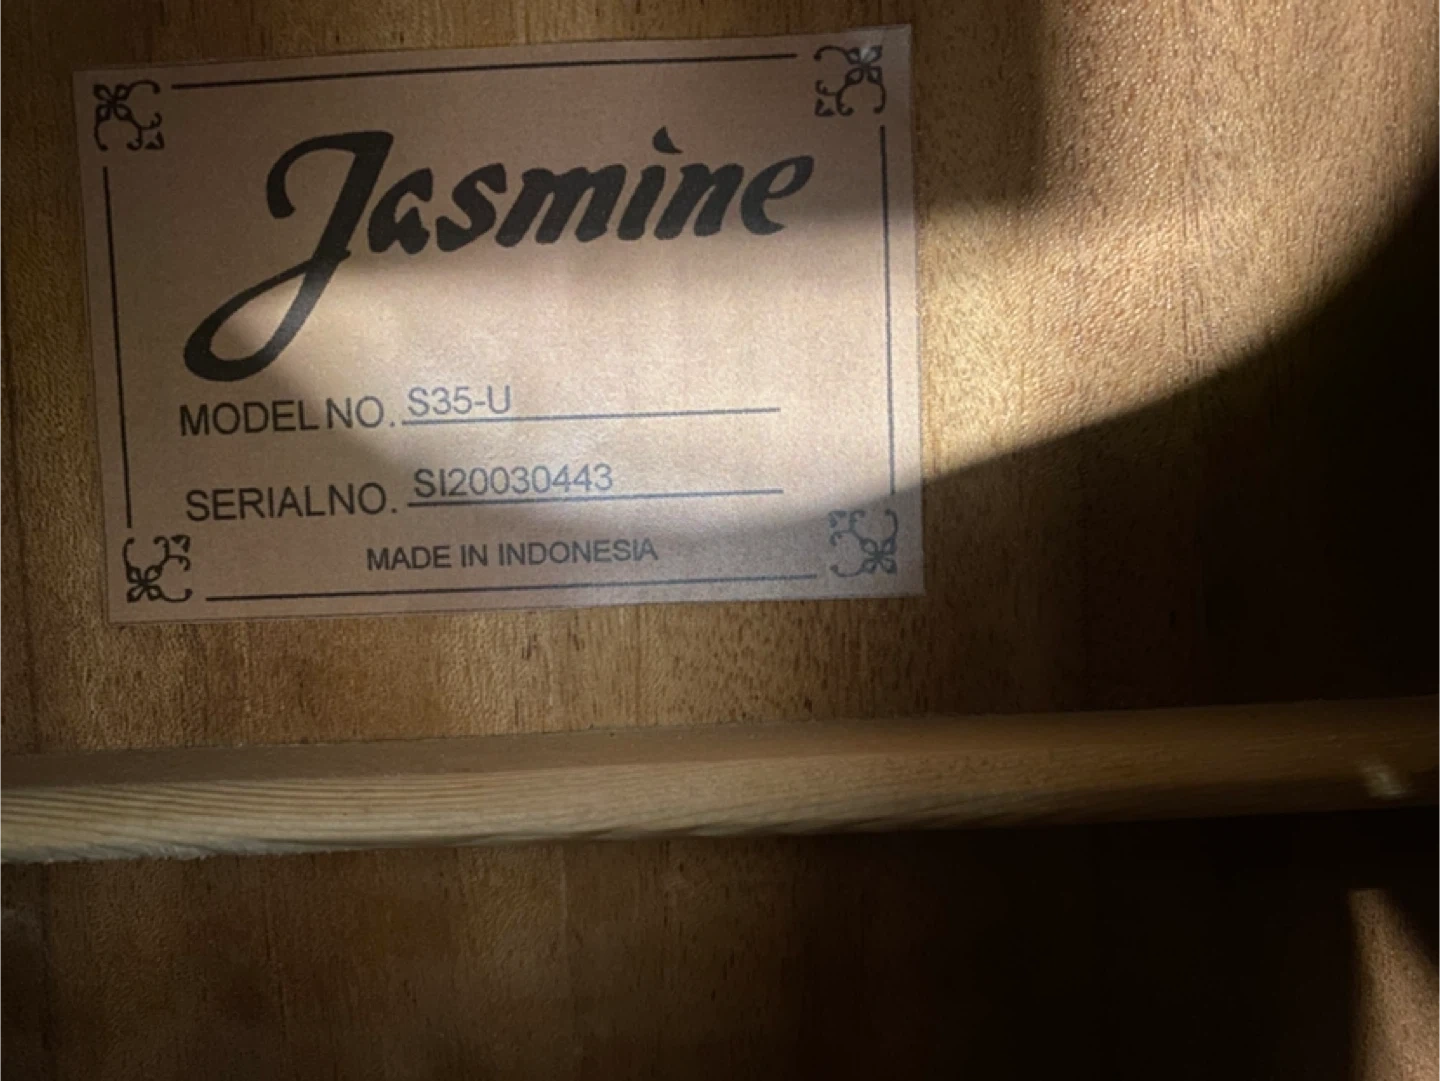 Jasmine
MODEL NO. S35-U
SERIAL NO. SI20030443
MADE IN INDONESIA